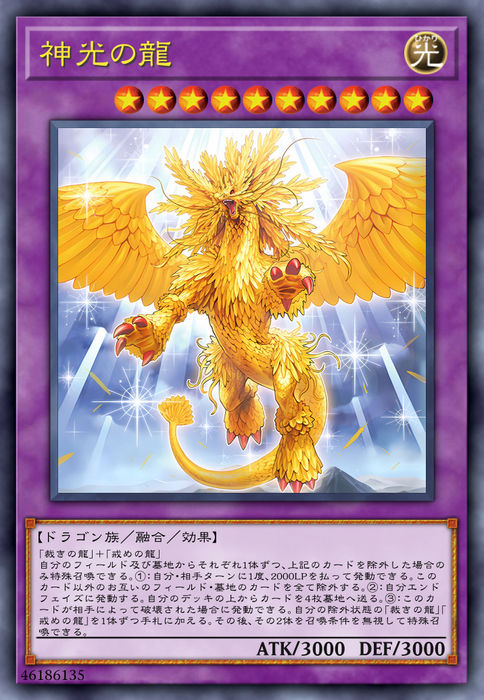 神光の龍
ひかり
光
【ドラゴン族／融合／効果】
「裁きの龍」＋「戒めの龍」
自分のフィールド及び墓地からそれぞれ1体ずつ、上記のカードを除外した場合の
み特殊召喚できる。①：自分・相手ターンに1度、2000LPを払って発動できる。この
カード以外のお互いのフィールド・墓地のカードを全て除外する。②：自分エンド
フェイズに発動する。自分のデッキの上からカードを4枚墓地へ送る。③：このカ
ードが相手によって破壊された場合に発動できる。自分の除外状態の「裁きの龍」「
戒めの龍」を1体ずつ手札に加える。その後、その2体を召喚条件を無視して特殊召
喚できる。
ATK/3000 DEF/3000
46186135